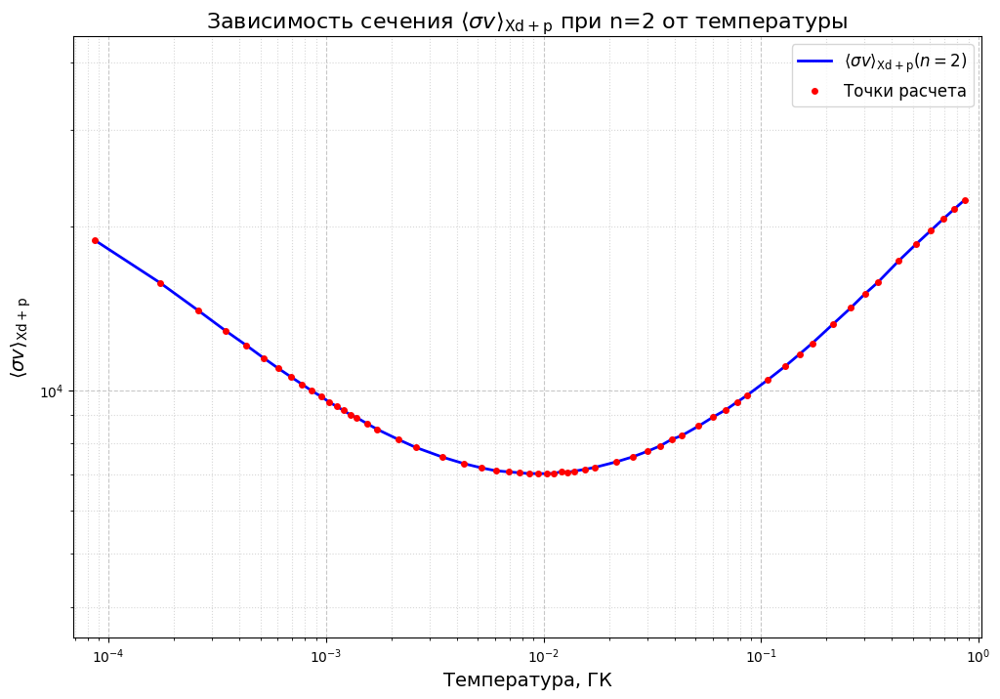 Зависимость сечения ⟨σv⟩Xd+p при n=2 от температуры
⟨σv⟩Xd+p(n = 2)
Точки расчета
⟨σv⟩Xd+p
10⁴
10⁻⁴ 10⁻³ 10⁻² 10⁻¹ 10⁰
Температура, ГК